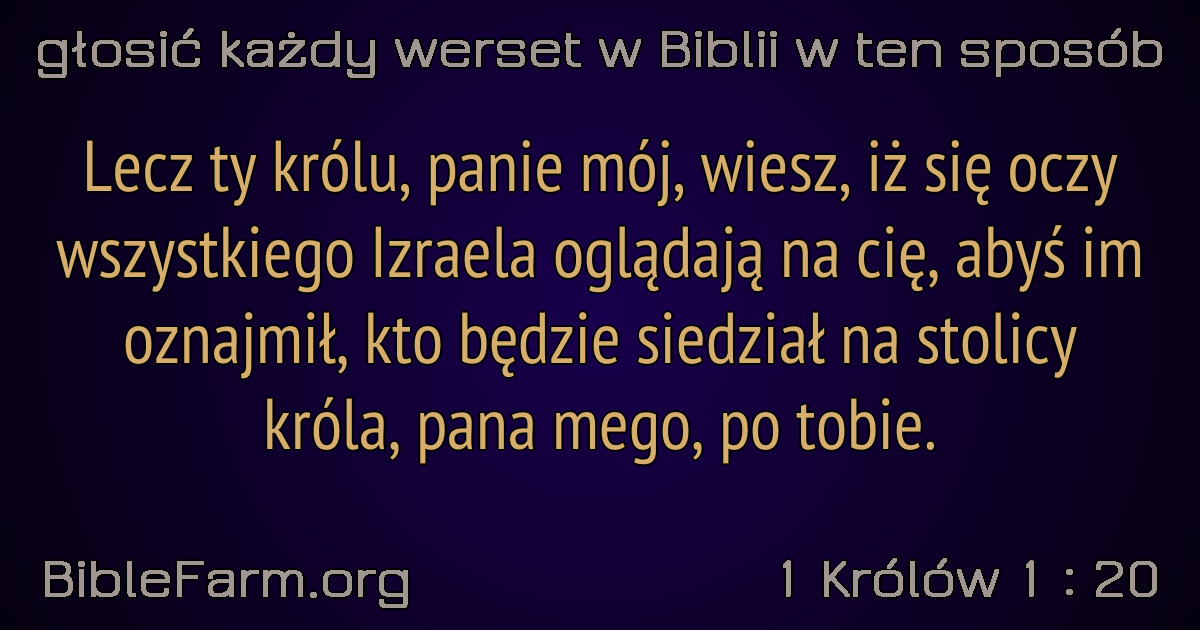 głosić każdy werset w Biblii w ten sposób
Lecz ty królu, panie mój, wiesz, iż się oczy
wszystkiego Izraela oglądają na cię, abyś im
oznajmił, kto będzie siedział na stolicy
króla, pana mego, po tobie.
BibleFarm.org
1 Królów 1 : 20